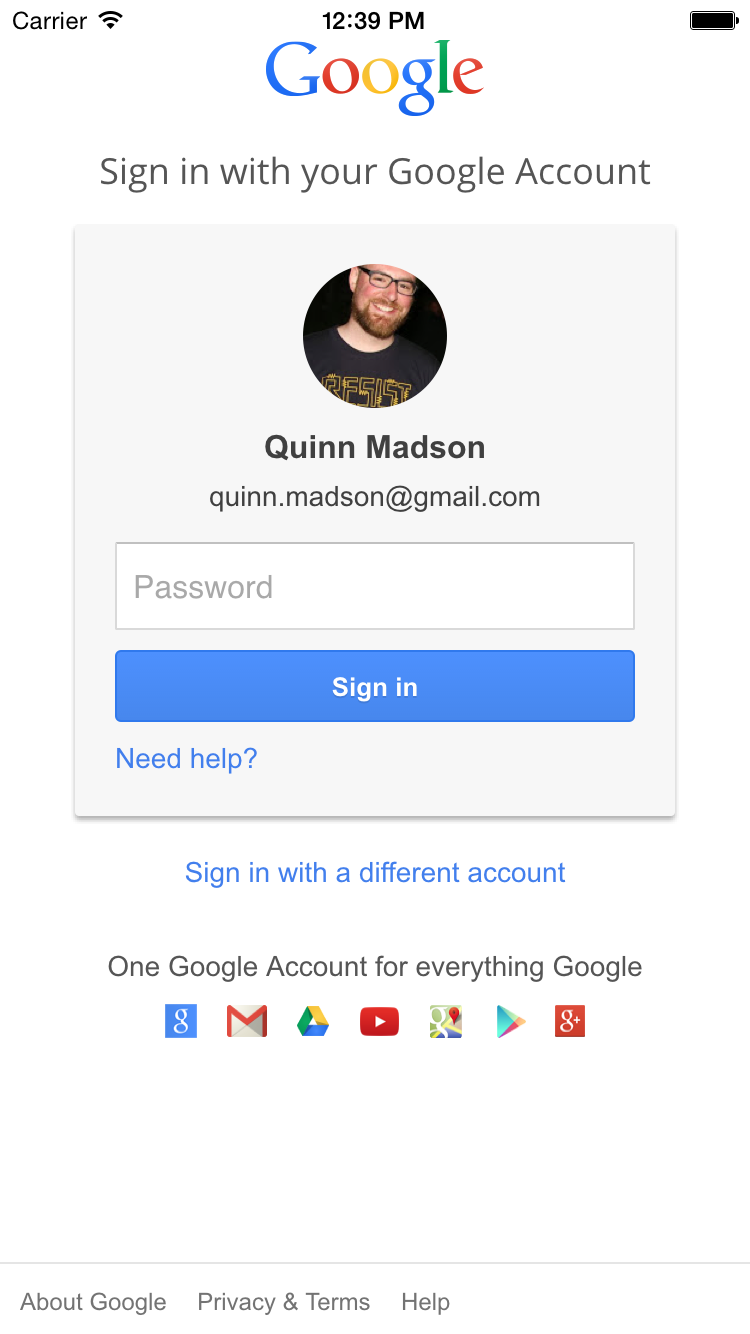 Carrier 12:39 PM
Google
Sign in with your Google Account
RESIST
Quinn Madson
quinn.madson@gmail.com
Password
Sign in
Need help?
Sign in with a different account
One Google Account for everything Google
g g g+
About Google Privacy & Terms Help